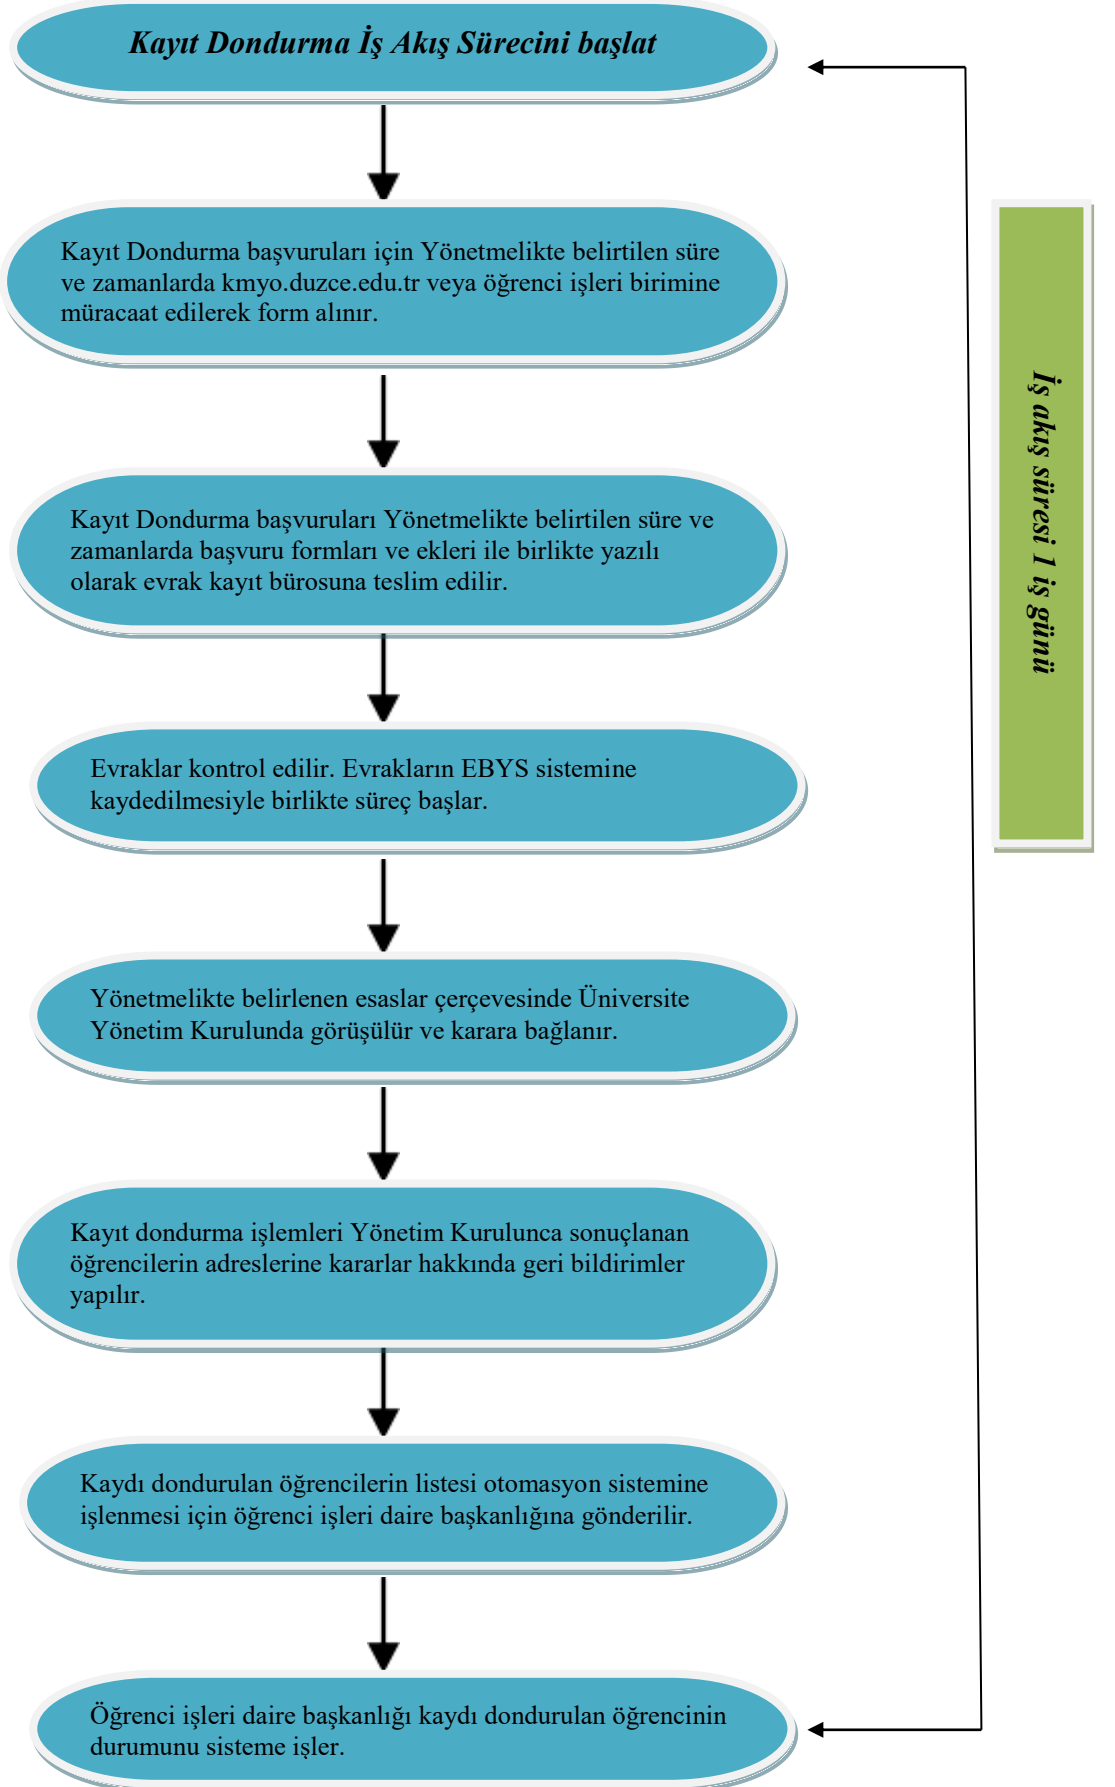 Kayıt Dondurma İş Akış Sürecini başlat
Kayıt Dondurma başvuruları için Yönetmelikte belirtilen süre
ve zamanlarda kmyo.duzce.edu.tr veya öğrenci işleri birimine
müracaat edilerek form alınır.
Kayıt Dondurma başvuruları Yönetmelikte belirtilen süre ve
zamanlarda başvuru formları ve ekleri ile birlikte yazılı
olarak evrak kayıt bürosuna teslim edilir.
Evraklar kontrol edilir. Evrakların EBYS sistemine
kaydedilmesiyle birlikte süreç başlar.
Yönetmelikte belirlenen esaslar çerçevesinde Üniversite
Yönetim Kurulunda görüşülür ve karara bağlanır.
Kayıt dondurma işlemleri Yönetim Kurulunca sonuçlanan
öğrencilerin adreslerine kararlar hakkında geri bildirimler
yapılır.
Kaydı dondurulan öğrencilerin listesi otomasyon sistemine
işlenmesi için öğrenci işleri daire başkanlığına gönderilir.
Öğrenci işleri daire başkanlığı kaydı dondurulan öğrencinin
durumunu sisteme işler.
İş akış süresi 1 iş günü